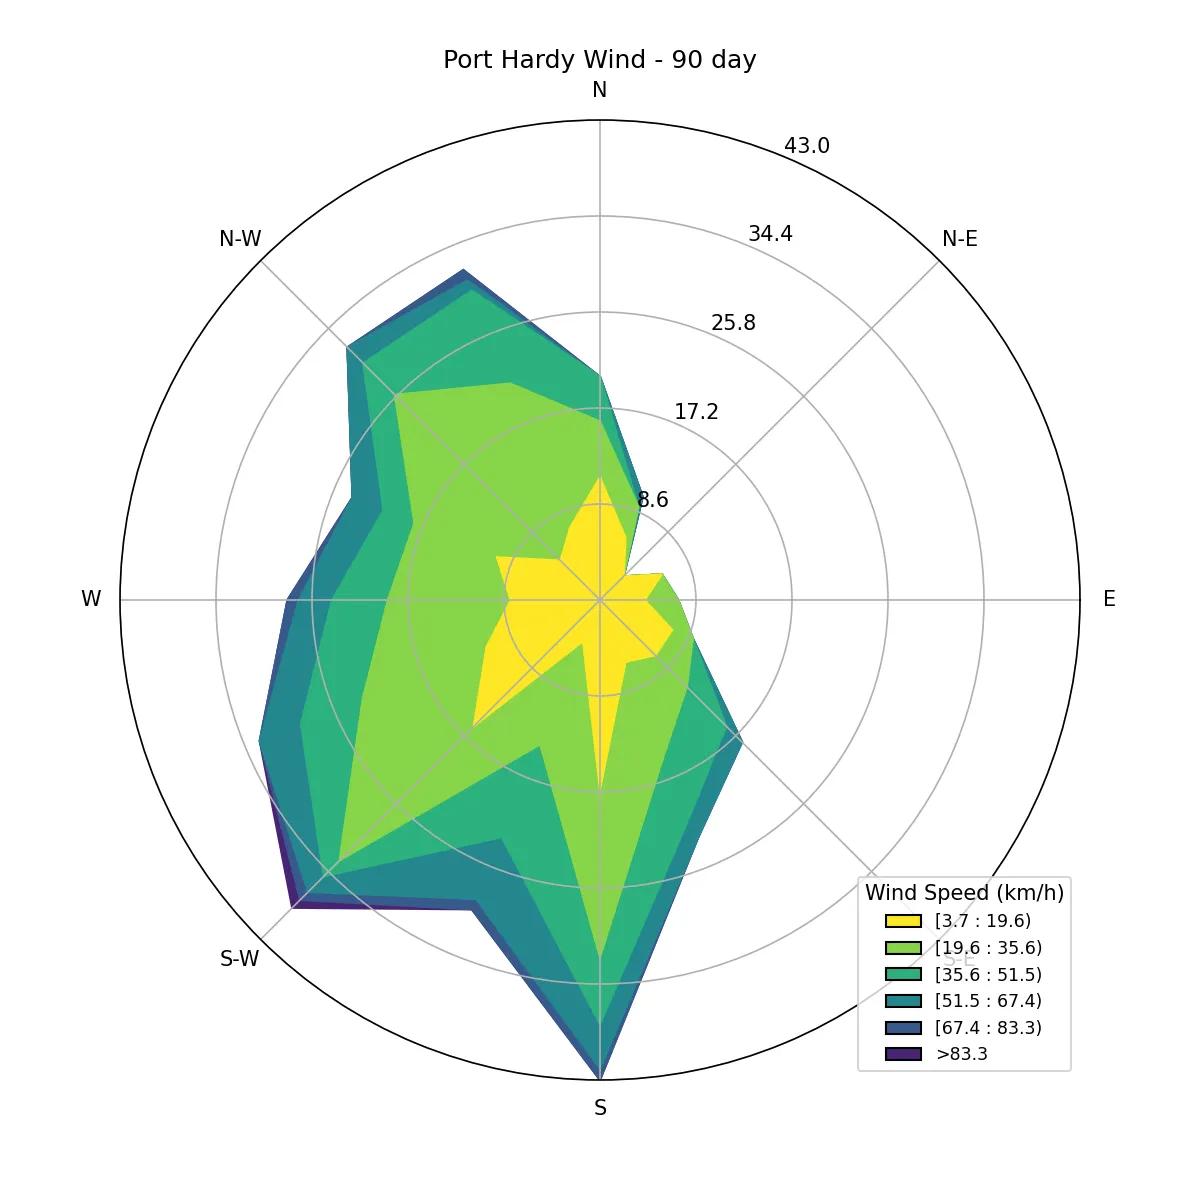 Port Hardy Wind - 90 day
N
43.0
34.4
N-W
N-E
25.8
17.2
8.6
W
E
S-W
S-E
S
Wind Speed (km/h)
[3.7 : 19.6)
[19.6 : 35.6)
[35.6 : 51.5)
[51.5 : 67.4)
[67.4 : 83.3)
>83.3